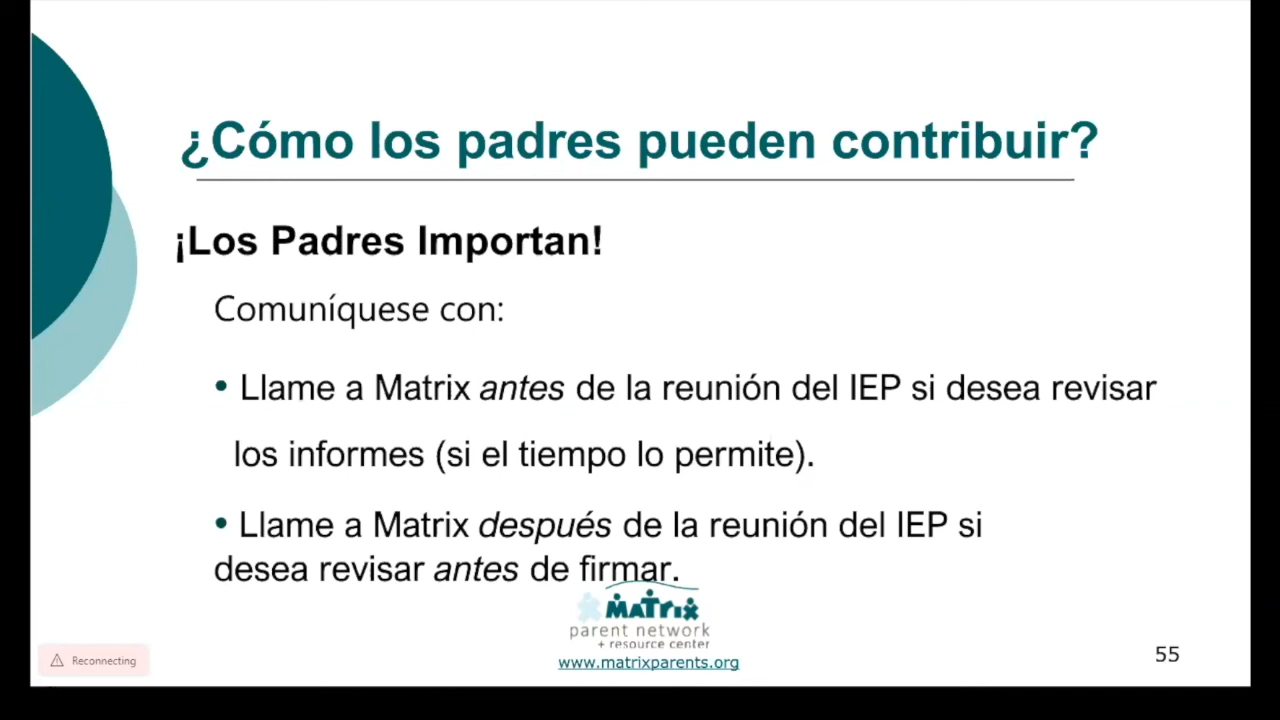 ¿Cómo los padres pueden contribuir?
¡Los Padres Importan!
Comuníquese con:
• Llame a Matrix antes de la reunión del IEP si desea revisar
los informes (si el tiempo lo permite).
• Llame a Matrix después de la reunión del IEP si
desea revisar antes de firmar.
MATRIX
parent network
+ resource center
www.matrixparents.org
55
Reconnecting